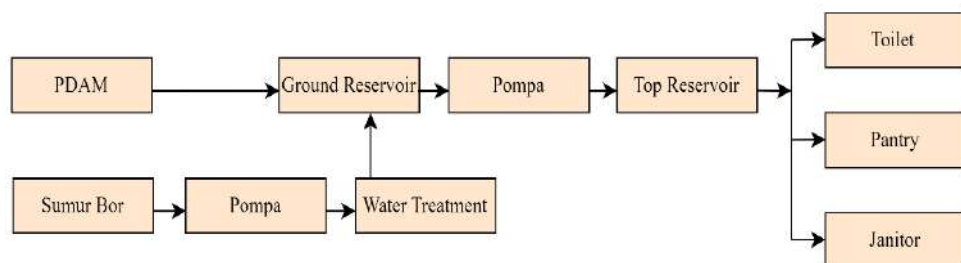 Toilet
PDAM
Ground Reservoir
Pompa
Top Reservoir
Pantry
Sumur Bor
Pompa
Water Treatment
Janitor